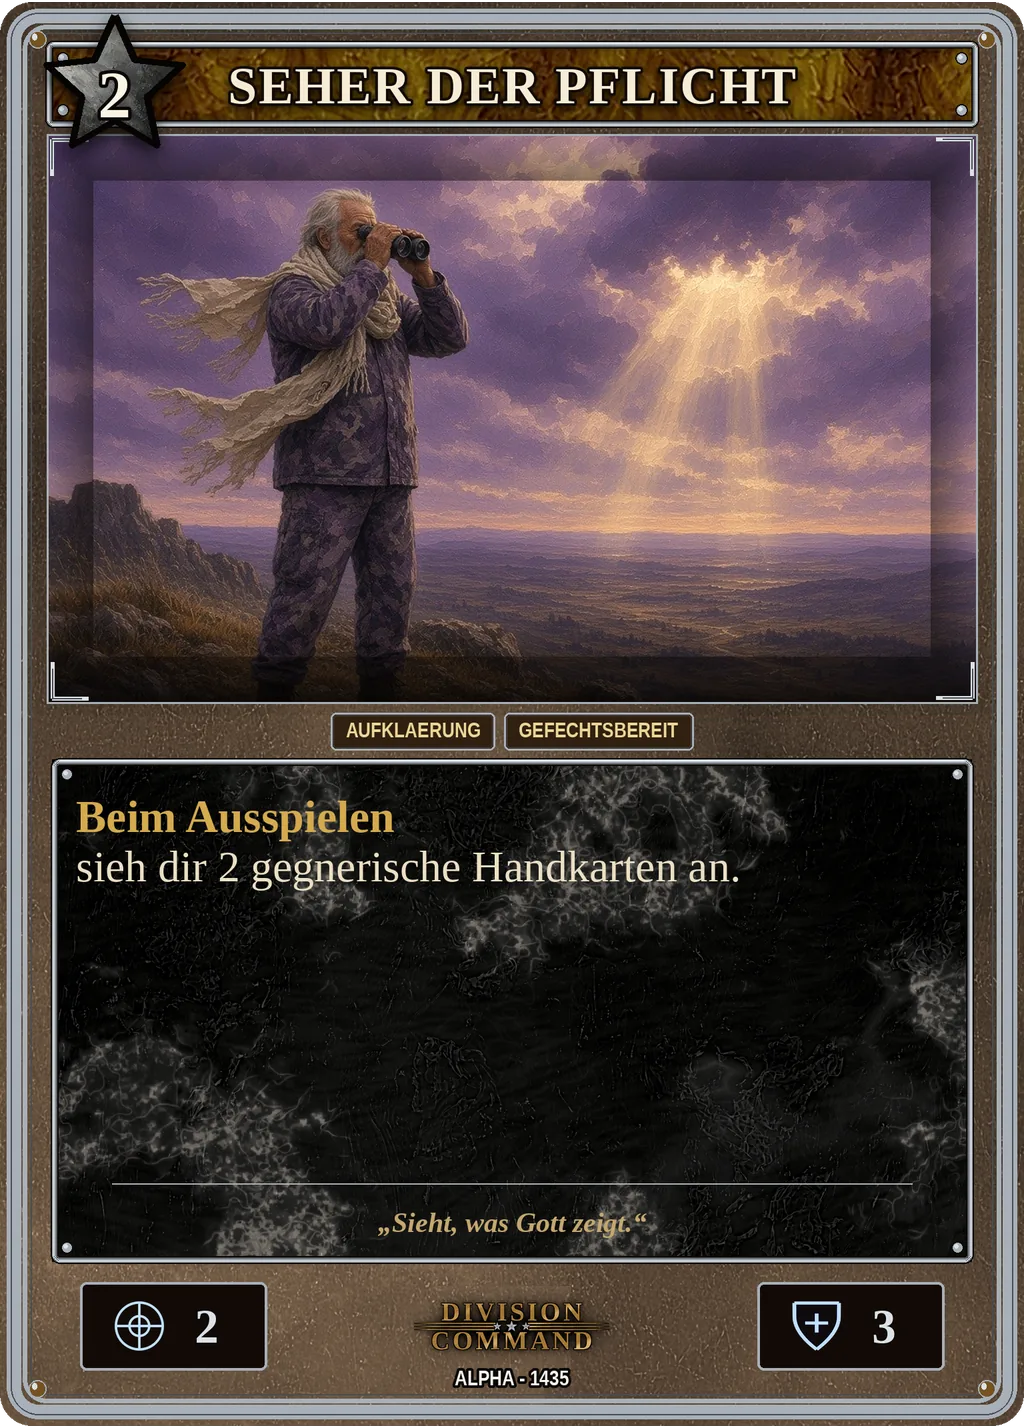 2
SEHER DER PFLICHT
AUFKLAERUNG GEFECHTSBEREIT
Beim Ausspielen
sieh dir 2 gegnerische Handkarten an.
„Sieht, was Gott zeigt.“
2
DIVISION
COMMAND
3
ALPHA - 1435